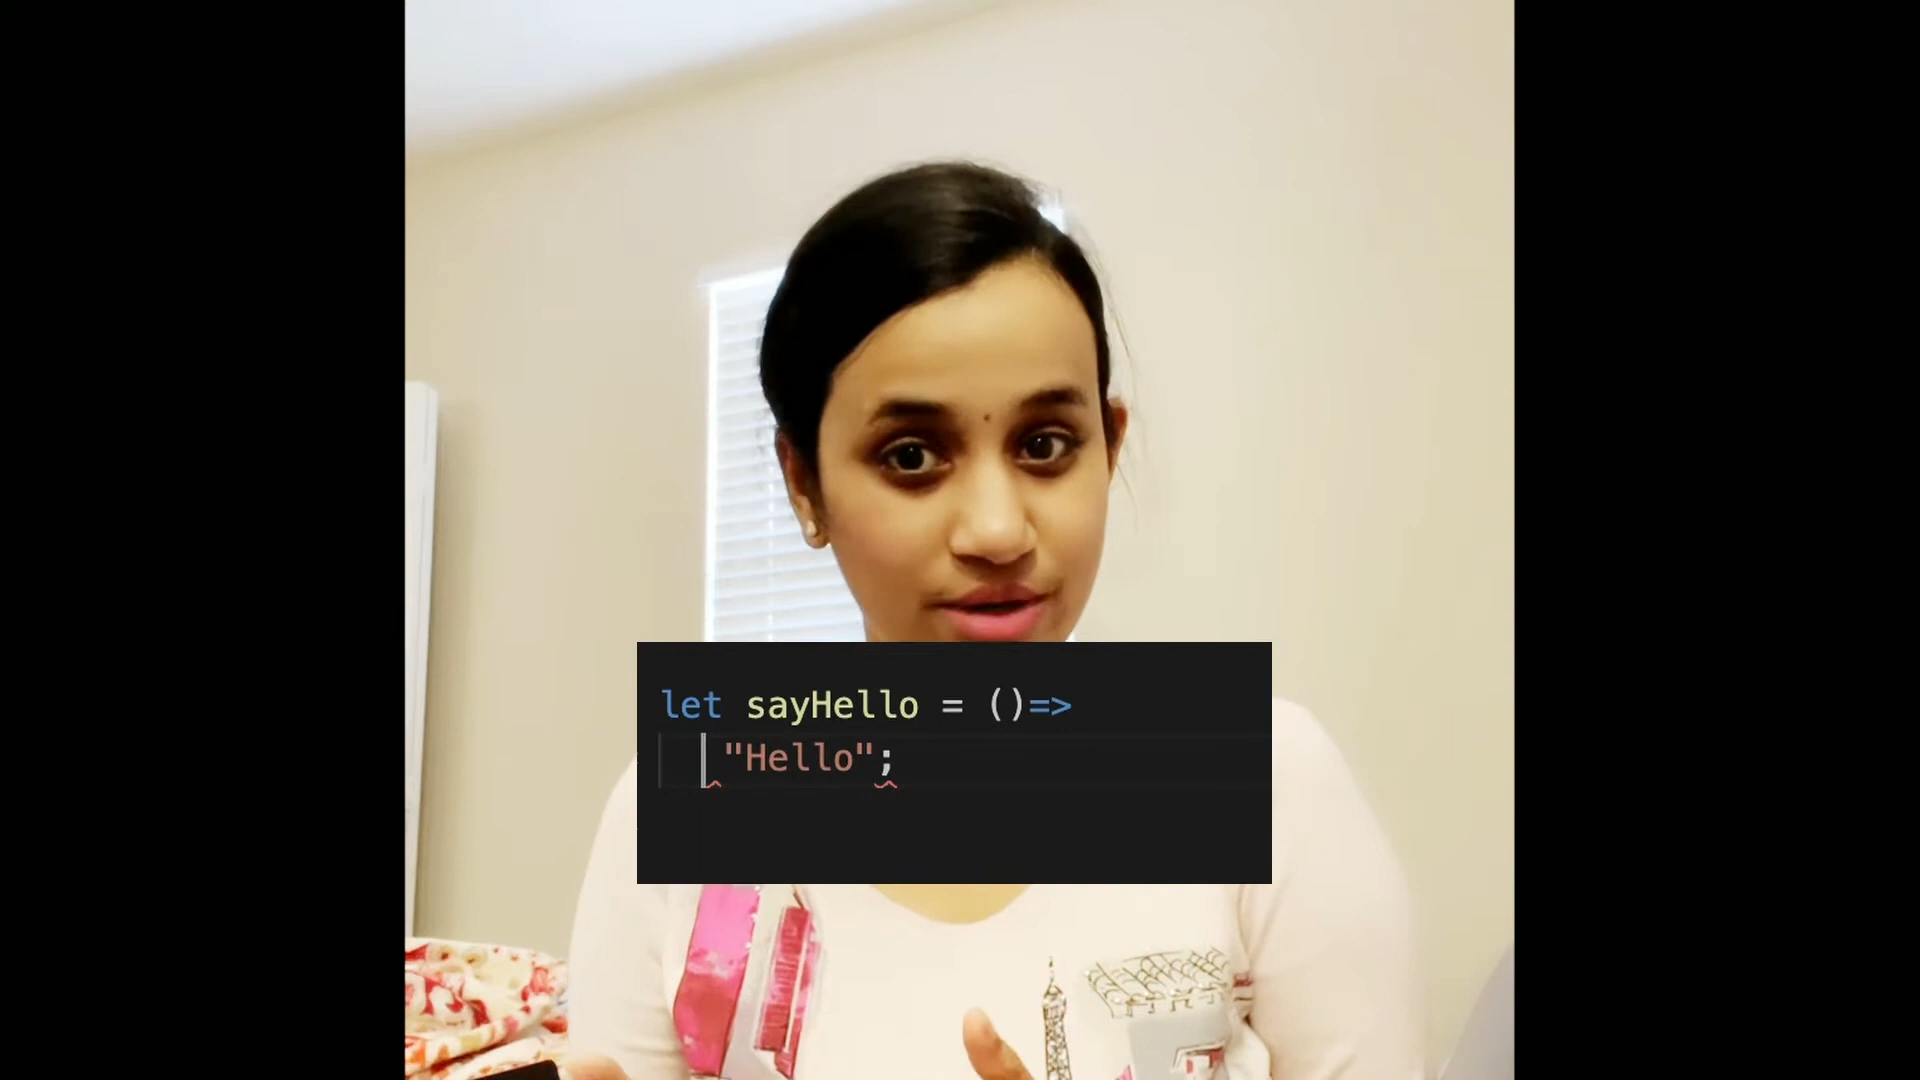 let sayHello = ()=>
"Hello";